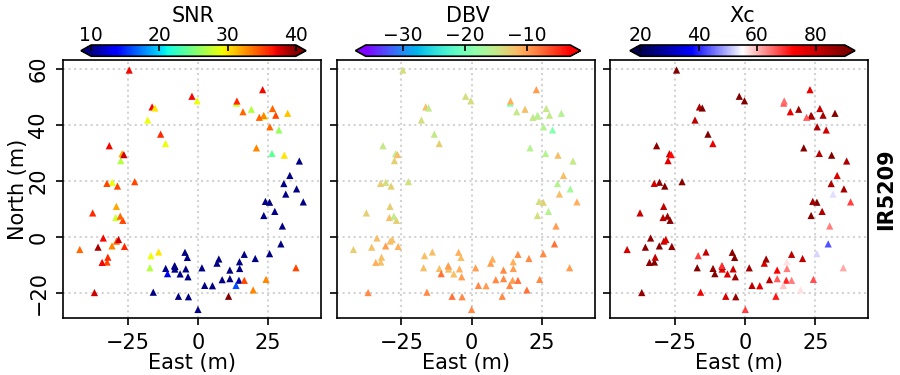 SNR DBV Xc
10 20 30 40 −30 −20 −10 20 40 60 80
60
40
20
0
−20
North (m)
−25 0 25 −25 0 25 −25 0 25
East (m) East (m) East (m)
IR5209